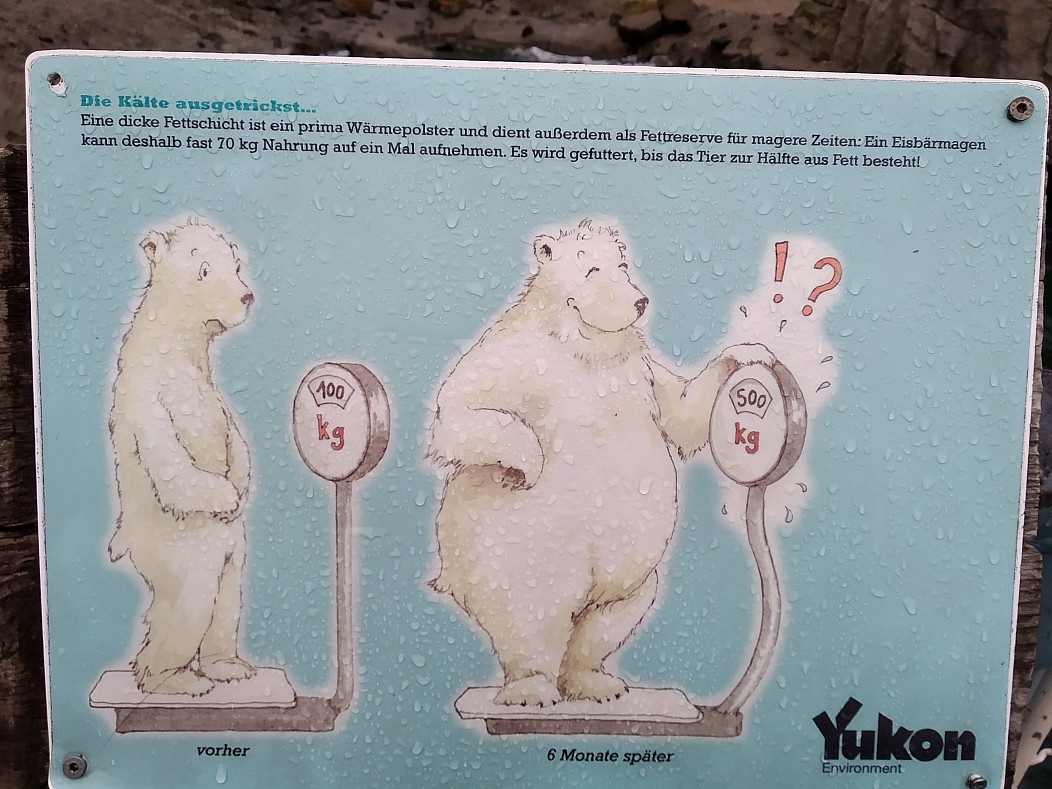 Die Kälte ausgetrickst...
Eine dicke Fettschicht ist ein prima Wärmepolster und dient außerdem als Fettreserve für magere Zeiten: Ein Eisbärmagen
kann deshalb fast 70 kg Nahrung auf ein Mal aufnehmen. Es wird gefuttert, bis das Tier zur Hälfte aus Fett besteht!
! ?
100
kg
500
kg
vorher
6 Monate später
Yukon
Environment